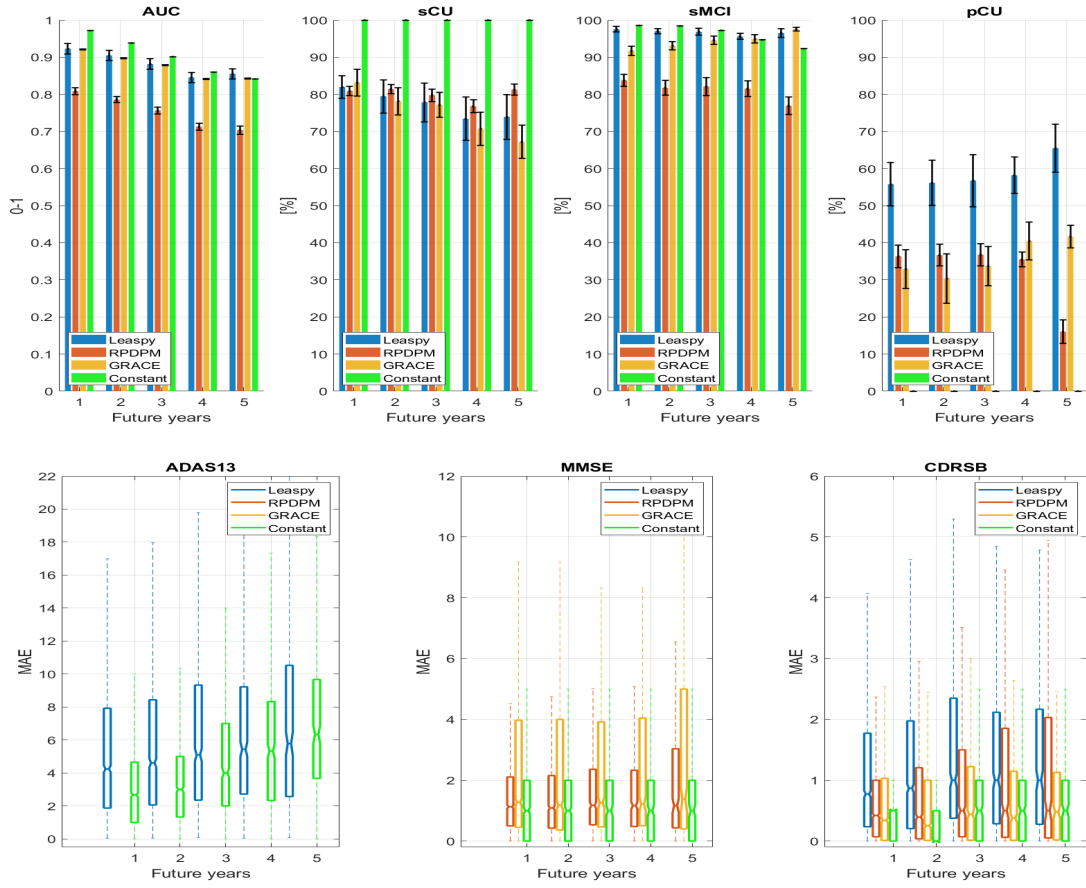 AUC
0-1
1
0.9
0.8
0.7
0.6
0.5
0.4
0.3
0.2
0.1
0
Leaspy
RPDPM
GRACE
Constant
1 2 3 4 5
Future years
sCU
[%]
100
90
80
70
60
50
40
30
20
10
0
Leaspy
RPDPM
GRACE
Constant
1 2 3 4 5
Future years
sMCI
[%]
100
90
80
70
60
50
40
30
20
10
0
Leaspy
RPDPM
GRACE
Constant
1 2 3 4 5
Future years
pCU
[%]
100
90
80
70
60
50
40
30
20
10
0
Leaspy
RPDPM
GRACE
Constant
1 2 3 4 5
Future years
ADAS13
MAE
22
20
18
16
14
12
10
8
6
4
2
0
Leaspy
RPDPM
GRACE
Constant
1 2 3 4 5
Future years
MMSE
MAE
12
10
8
6
4
2
0
Leaspy
RPDPM
GRACE
Constant
1 2 3 4 5
Future years
CDRSB
MAE
6
5
4
3
2
1
0
Leaspy
RPDPM
GRACE
Constant
1 2 3 4 5
Future years